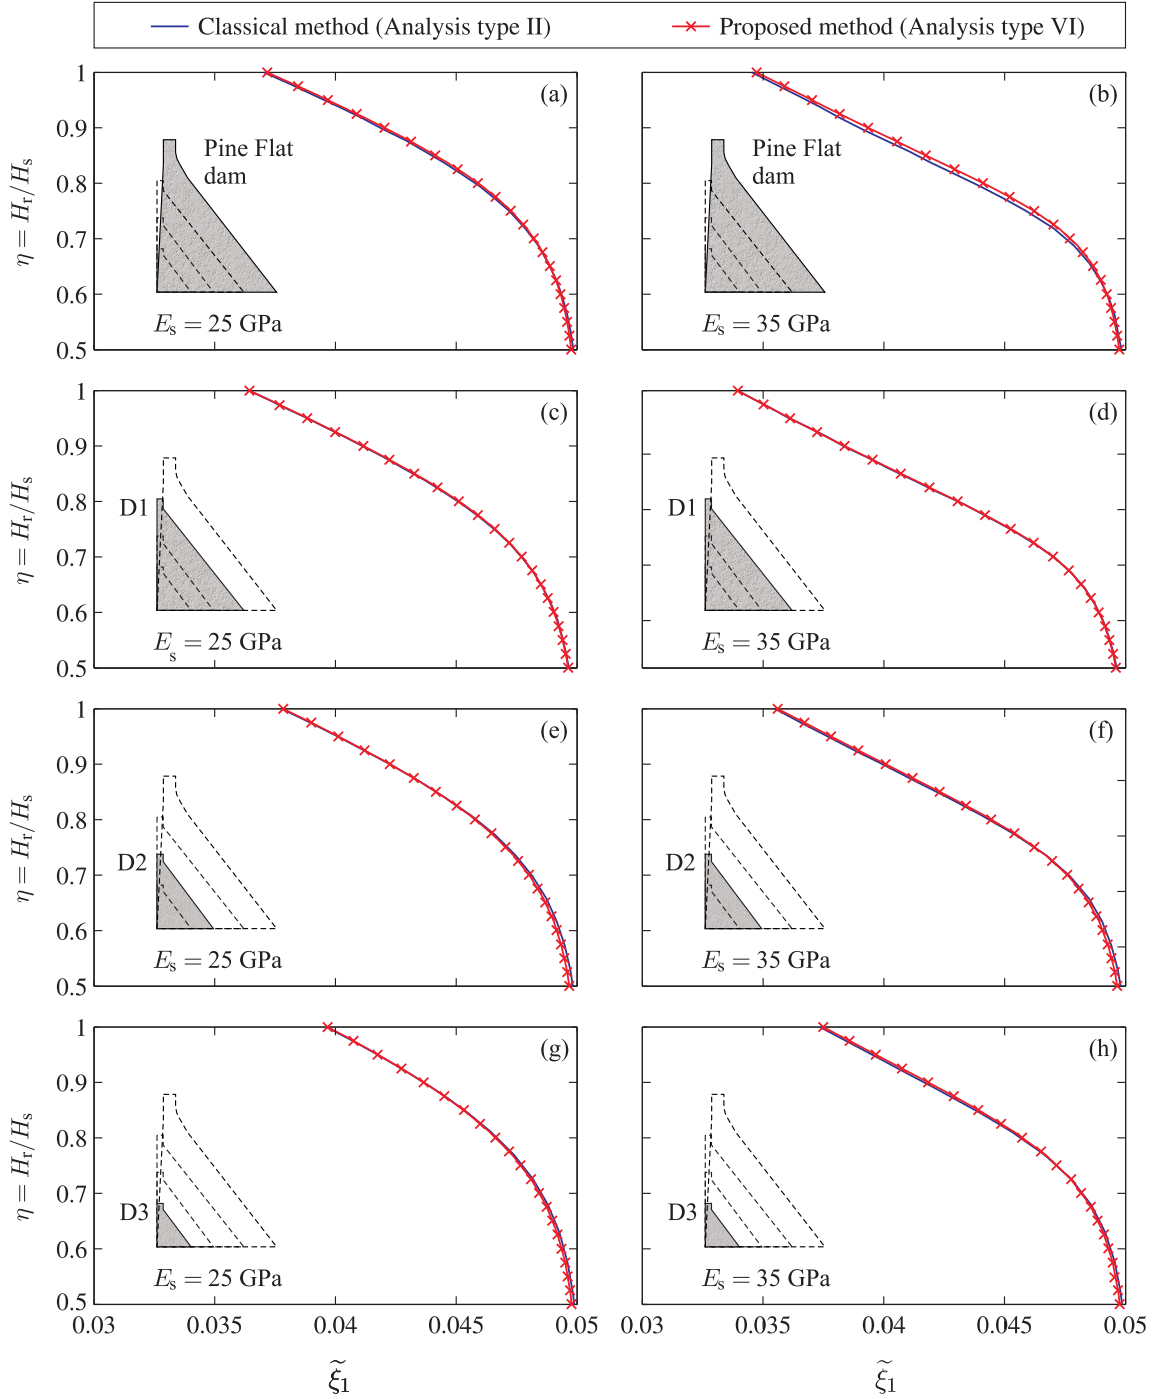 Classical method (Analysis type II) Proposed method (Analysis type VI)
1 (a) (b)
0.9
Pine Flat Pine Flat
dam dam
0.8
η = Hr/Hs
0.7
0.6
Es = 25 GPa Es = 35 GPa
0.5
1 (c) (d)
0.9
0.8
D1 D1
η = Hr/Hs
0.7
0.6
Es = 25 GPa Es = 35 GPa
0.5
1 (e) (f)
0.9
0.8
η = Hr/Hs
D2 D2
0.7
0.6
Es = 25 GPa Es = 35 GPa
0.5
1 (g) (h)
0.9
0.8
η = Hr/Hs
0.7
D3 D3
0.6
Es = 25 GPa Es = 35 GPa
0.5
0.03 0.035 0.04 0.045 0.05 0.03 0.035 0.04 0.045 0.05
ξ̃1 ξ̃1